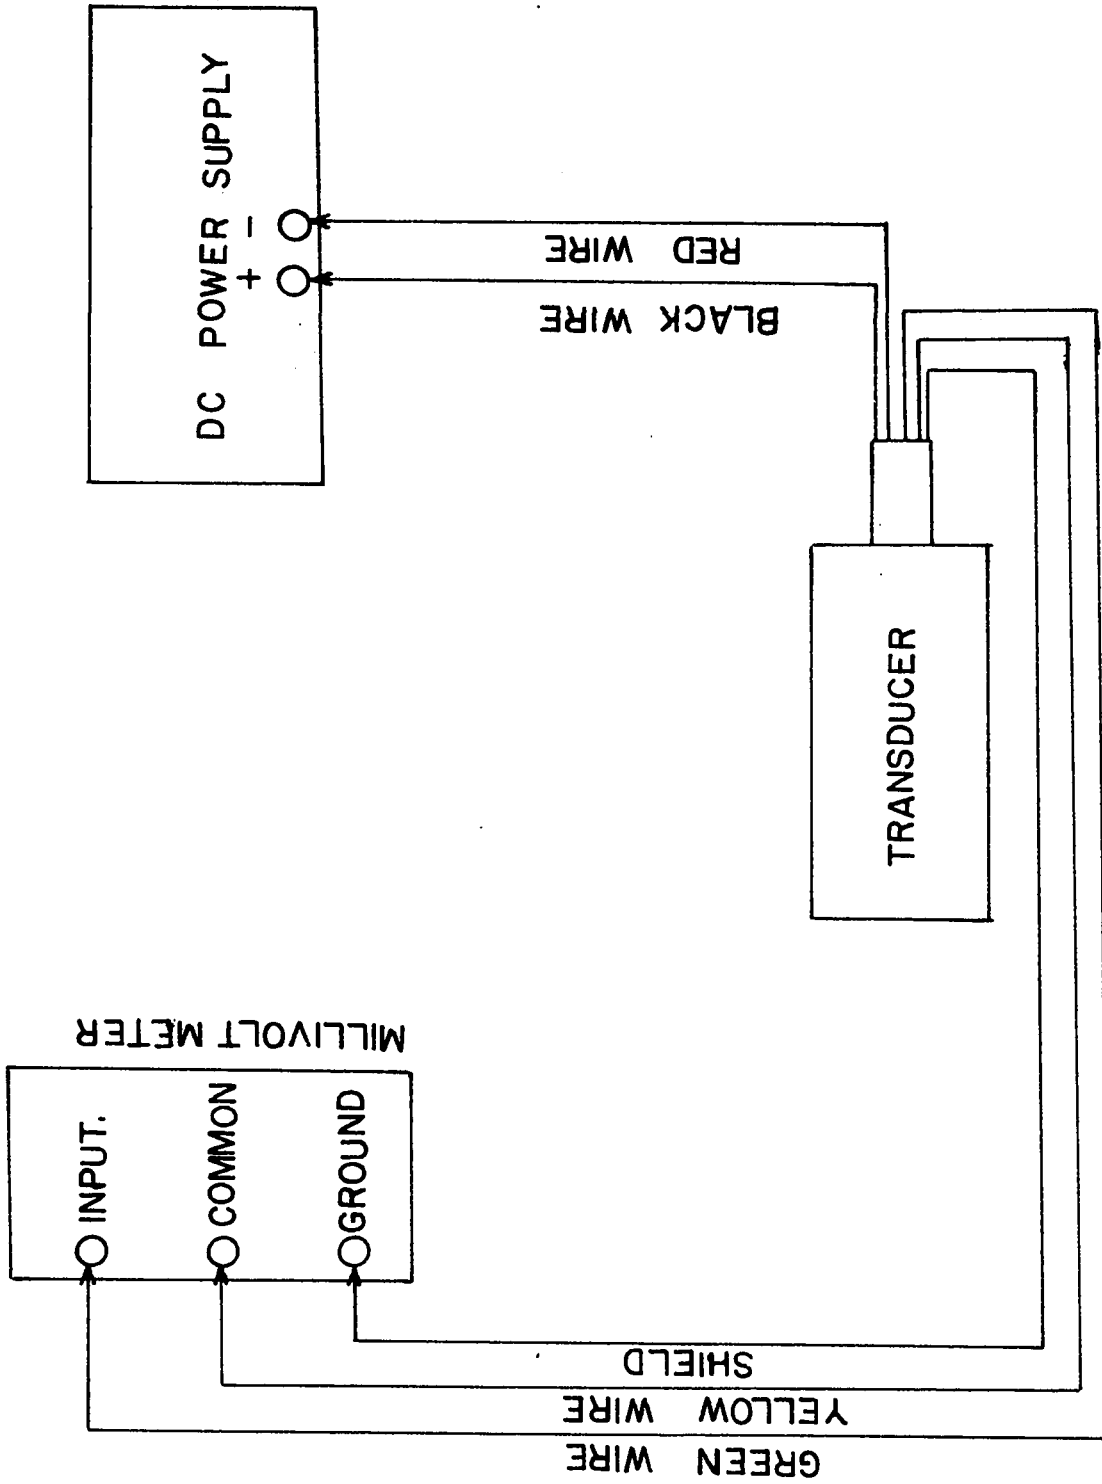 DC POWER SUPPLY
+ -
RED WIRE
BLACK WIRE
TRANSDUCER
MILLIVOLT METER
INPUT.
COMMON
GROUND
SHIELD
YELLOW WIRE
GREEN WIRE